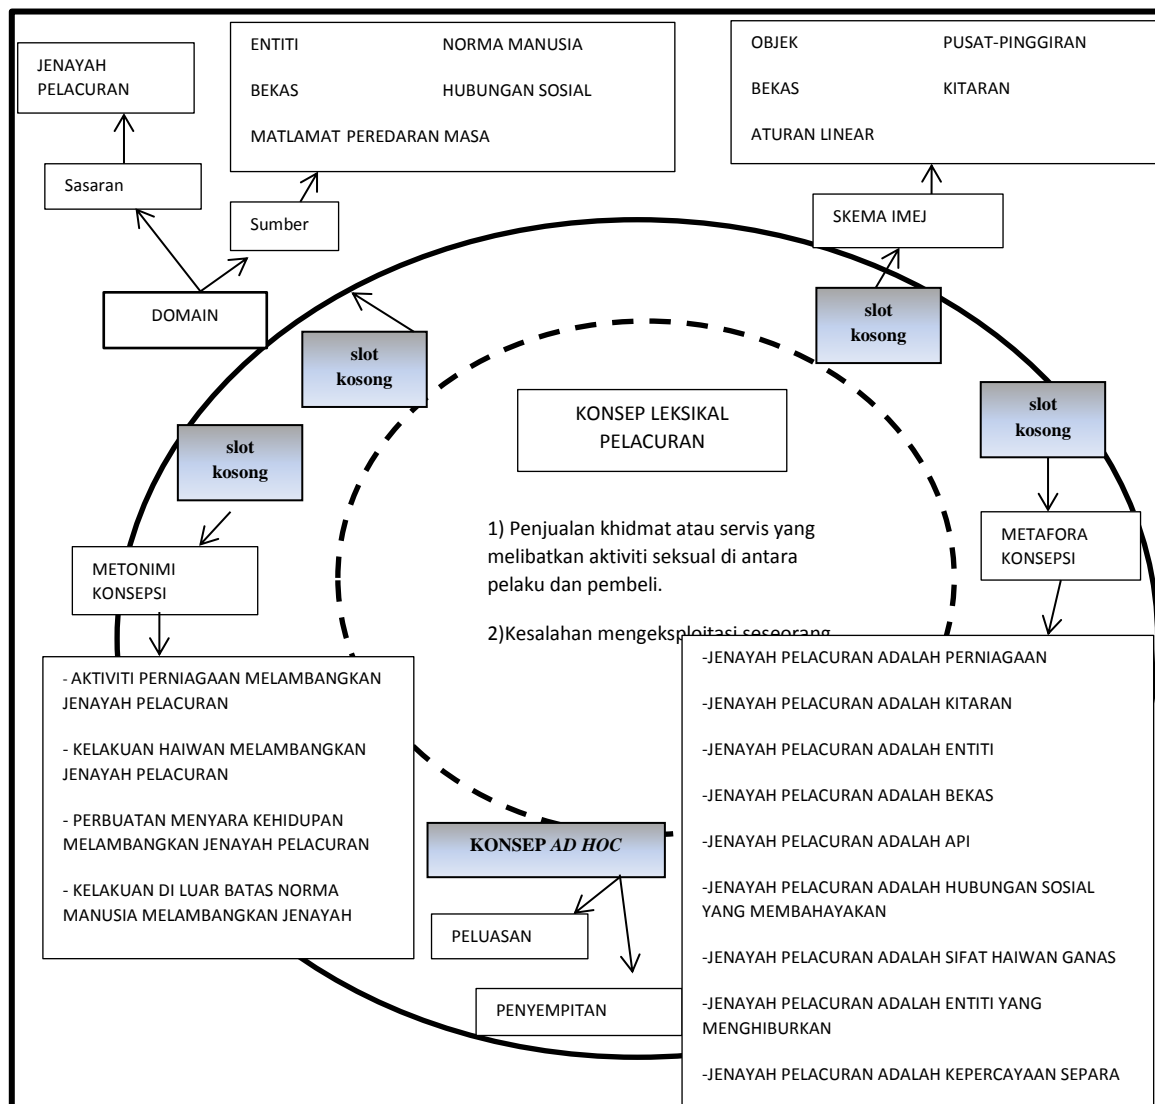 ENTITI NORMA MANUSIA
BEKAS HUBUNGAN SOSIAL
MATLAMAT PEREDARAN MASA
OBJEK PUSAT-PINGGIRAN
BEKAS KITARAN
ATURAN LINEAR
JENAYAH
PELACURAN
Sasaran
Sumber
SKEMA IMEJ
DOMAIN
slot
kosong
slot
kosong
slot
kosong
slot
kosong
KONSEP LEKSIKAL
PELACURAN
1) Penjualan khidmat atau servis yang
melibatkan aktiviti seksual di antara
pelaku dan pembeli.
2)Kesalahan mengeksploitasi seseorang
METONIMI
KONSEPSI
METAFORA
KONSEPSI
- AKTIVITI PERNIAGAAN MELAMBANGKAN
JENAYAH PELACURAN
- KELAKUAN HAIWAN MELAMBANGKAN
JENAYAH PELACURAN
- PERBUATAN MENYARA KEHIDUPAN
MELAMBANGKAN JENAYAH PELACURAN
- KELAKUAN DI LUAR BATAS NORMA
MANUSIA MELAMBANGKAN JENAYAH
KONSEP AD HOC
PELUASAN
PENYEMPITAN
-JENAYAH PELACURAN ADALAH PERNIAGAAN
-JENAYAH PELACURAN ADALAH KITARAN
-JENAYAH PELACURAN ADALAH ENTITI
-JENAYAH PELACURAN ADALAH BEKAS
-JENAYAH PELACURAN ADALAH API
-JENAYAH PELACURAN ADALAH HUBUNGAN SOSIAL
YANG MEMBAHAYAKAN
-JENAYAH PELACURAN ADALAH SIFAT HAIWAN GANAS
-JENAYAH PELACURAN ADALAH ENTITI YANG
MENGHIBURKAN
-JENAYAH PELACURAN ADALAH KEPERCAYAAN SEPARA